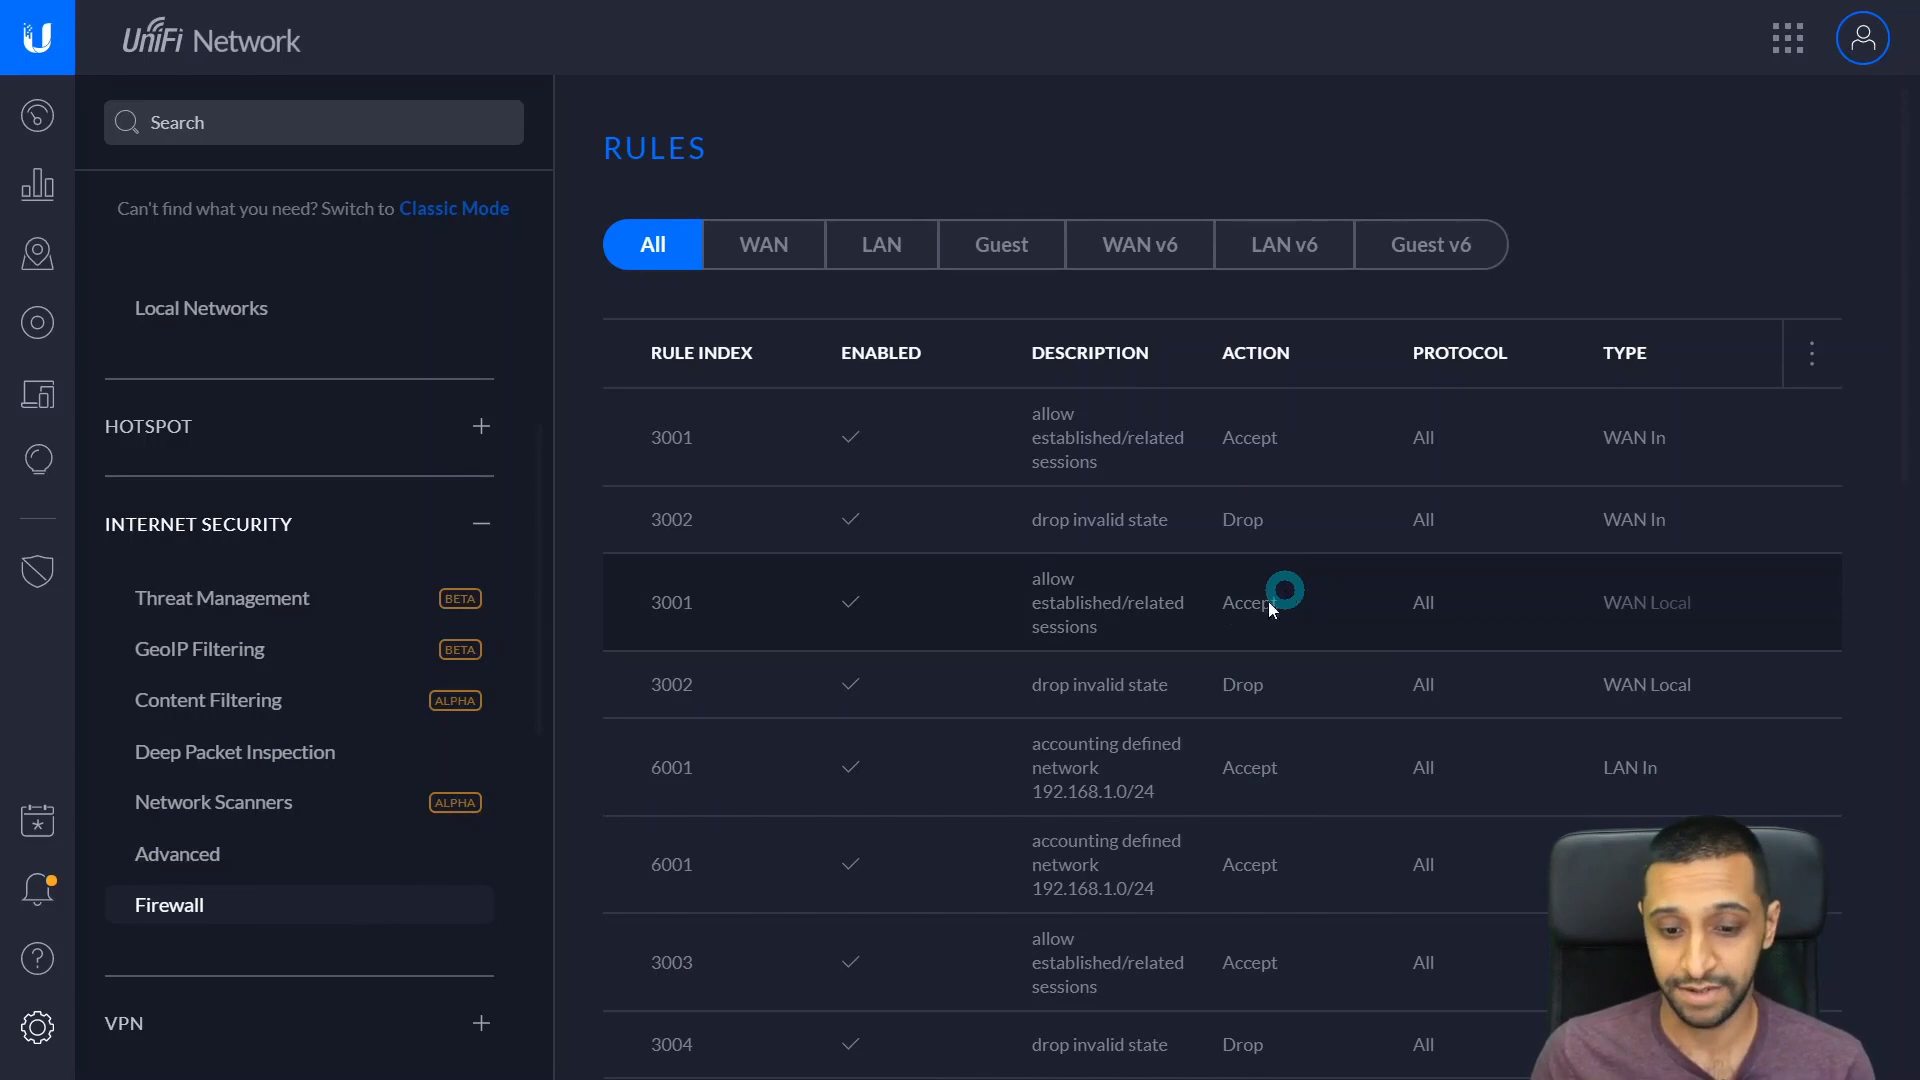 UniFi Network
Search
Can't find what you need? Switch to Classic Mode
Local Networks
HOTSPOT
INTERNET SECURITY
Threat Management BETA
GeoIP Filtering BETA
Content Filtering ALPHA
Deep Packet Inspection
Network Scanners ALPHA
Advanced
Firewall
VPN
RULES
All WAN LAN Guest WAN v6 LAN v6 Guest v6
RULE INDEX ENABLED DESCRIPTION ACTION PROTOCOL TYPE
3001 allow established/related sessions Accept All WAN In
3002 drop invalid state Drop All WAN In
3001 allow established/related sessions Accept All WAN Local
3002 drop invalid state Drop All WAN Local
6001 accounting defined network 192.168.1.0/24 Accept All LAN In
6001 accounting defined network 192.168.1.0/24 Accept All
3003 allow established/related sessions Accept All
3004 drop invalid state Drop All